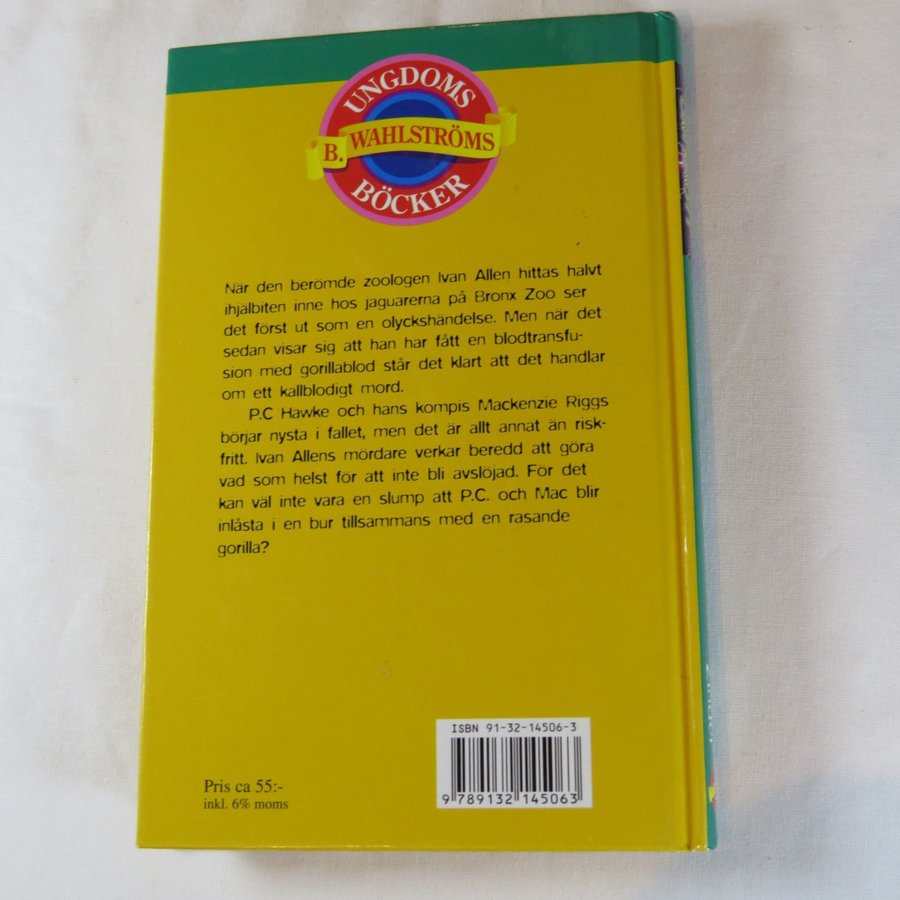 UNGDOMS
B. WAHLSTRÖMS
BÖCKER
När den berömde zoologen Ivan Allen hittas halvt
ihjälbiten inne hos jaguarerna på Bronx Zoo ser
det först ut som en olyckshändelse. Men när det
sedan visar sig att han har fått en blodtransfu-
sion med gorillablod står det klart att det handlar
om ett kallblodigt mord.
P.C Hawke och hans kompis Mackenzie Riggs
börjar nysta i fallet, men det är allt annat än risk-
fritt. Ivan Allens mördare verkar beredd att göra
vad som helst för att inte bli avslöjad. För det
kan väl inte vara en slump att P.C. och Mac blir
inlåsta i en bur tillsammans med en rasande
gorilla?
ISBN 91-32-14506-3
9 789132 145063
Pris ca 55:-
inkl. 6% moms